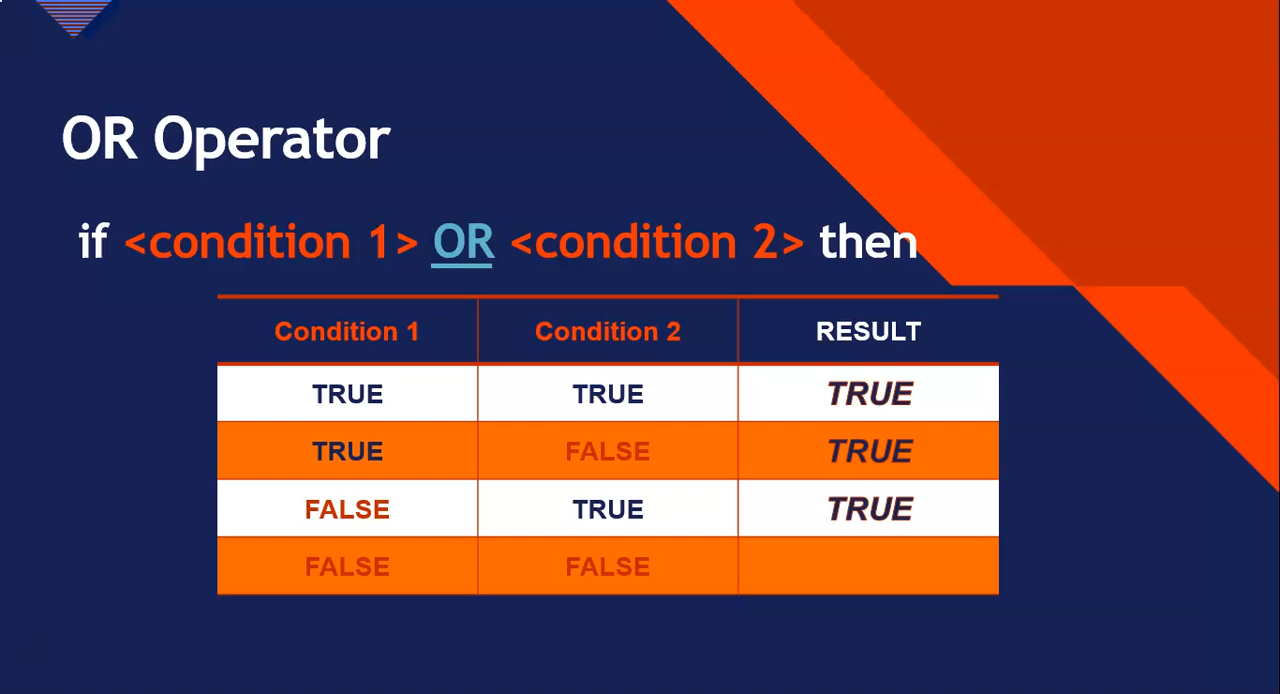 OR Operator
if <condition 1> OR <condition 2> then
Condition 1 Condition 2 RESULT
TRUE TRUE TRUE
TRUE FALSE TRUE
FALSE TRUE TRUE
FALSE FALSE